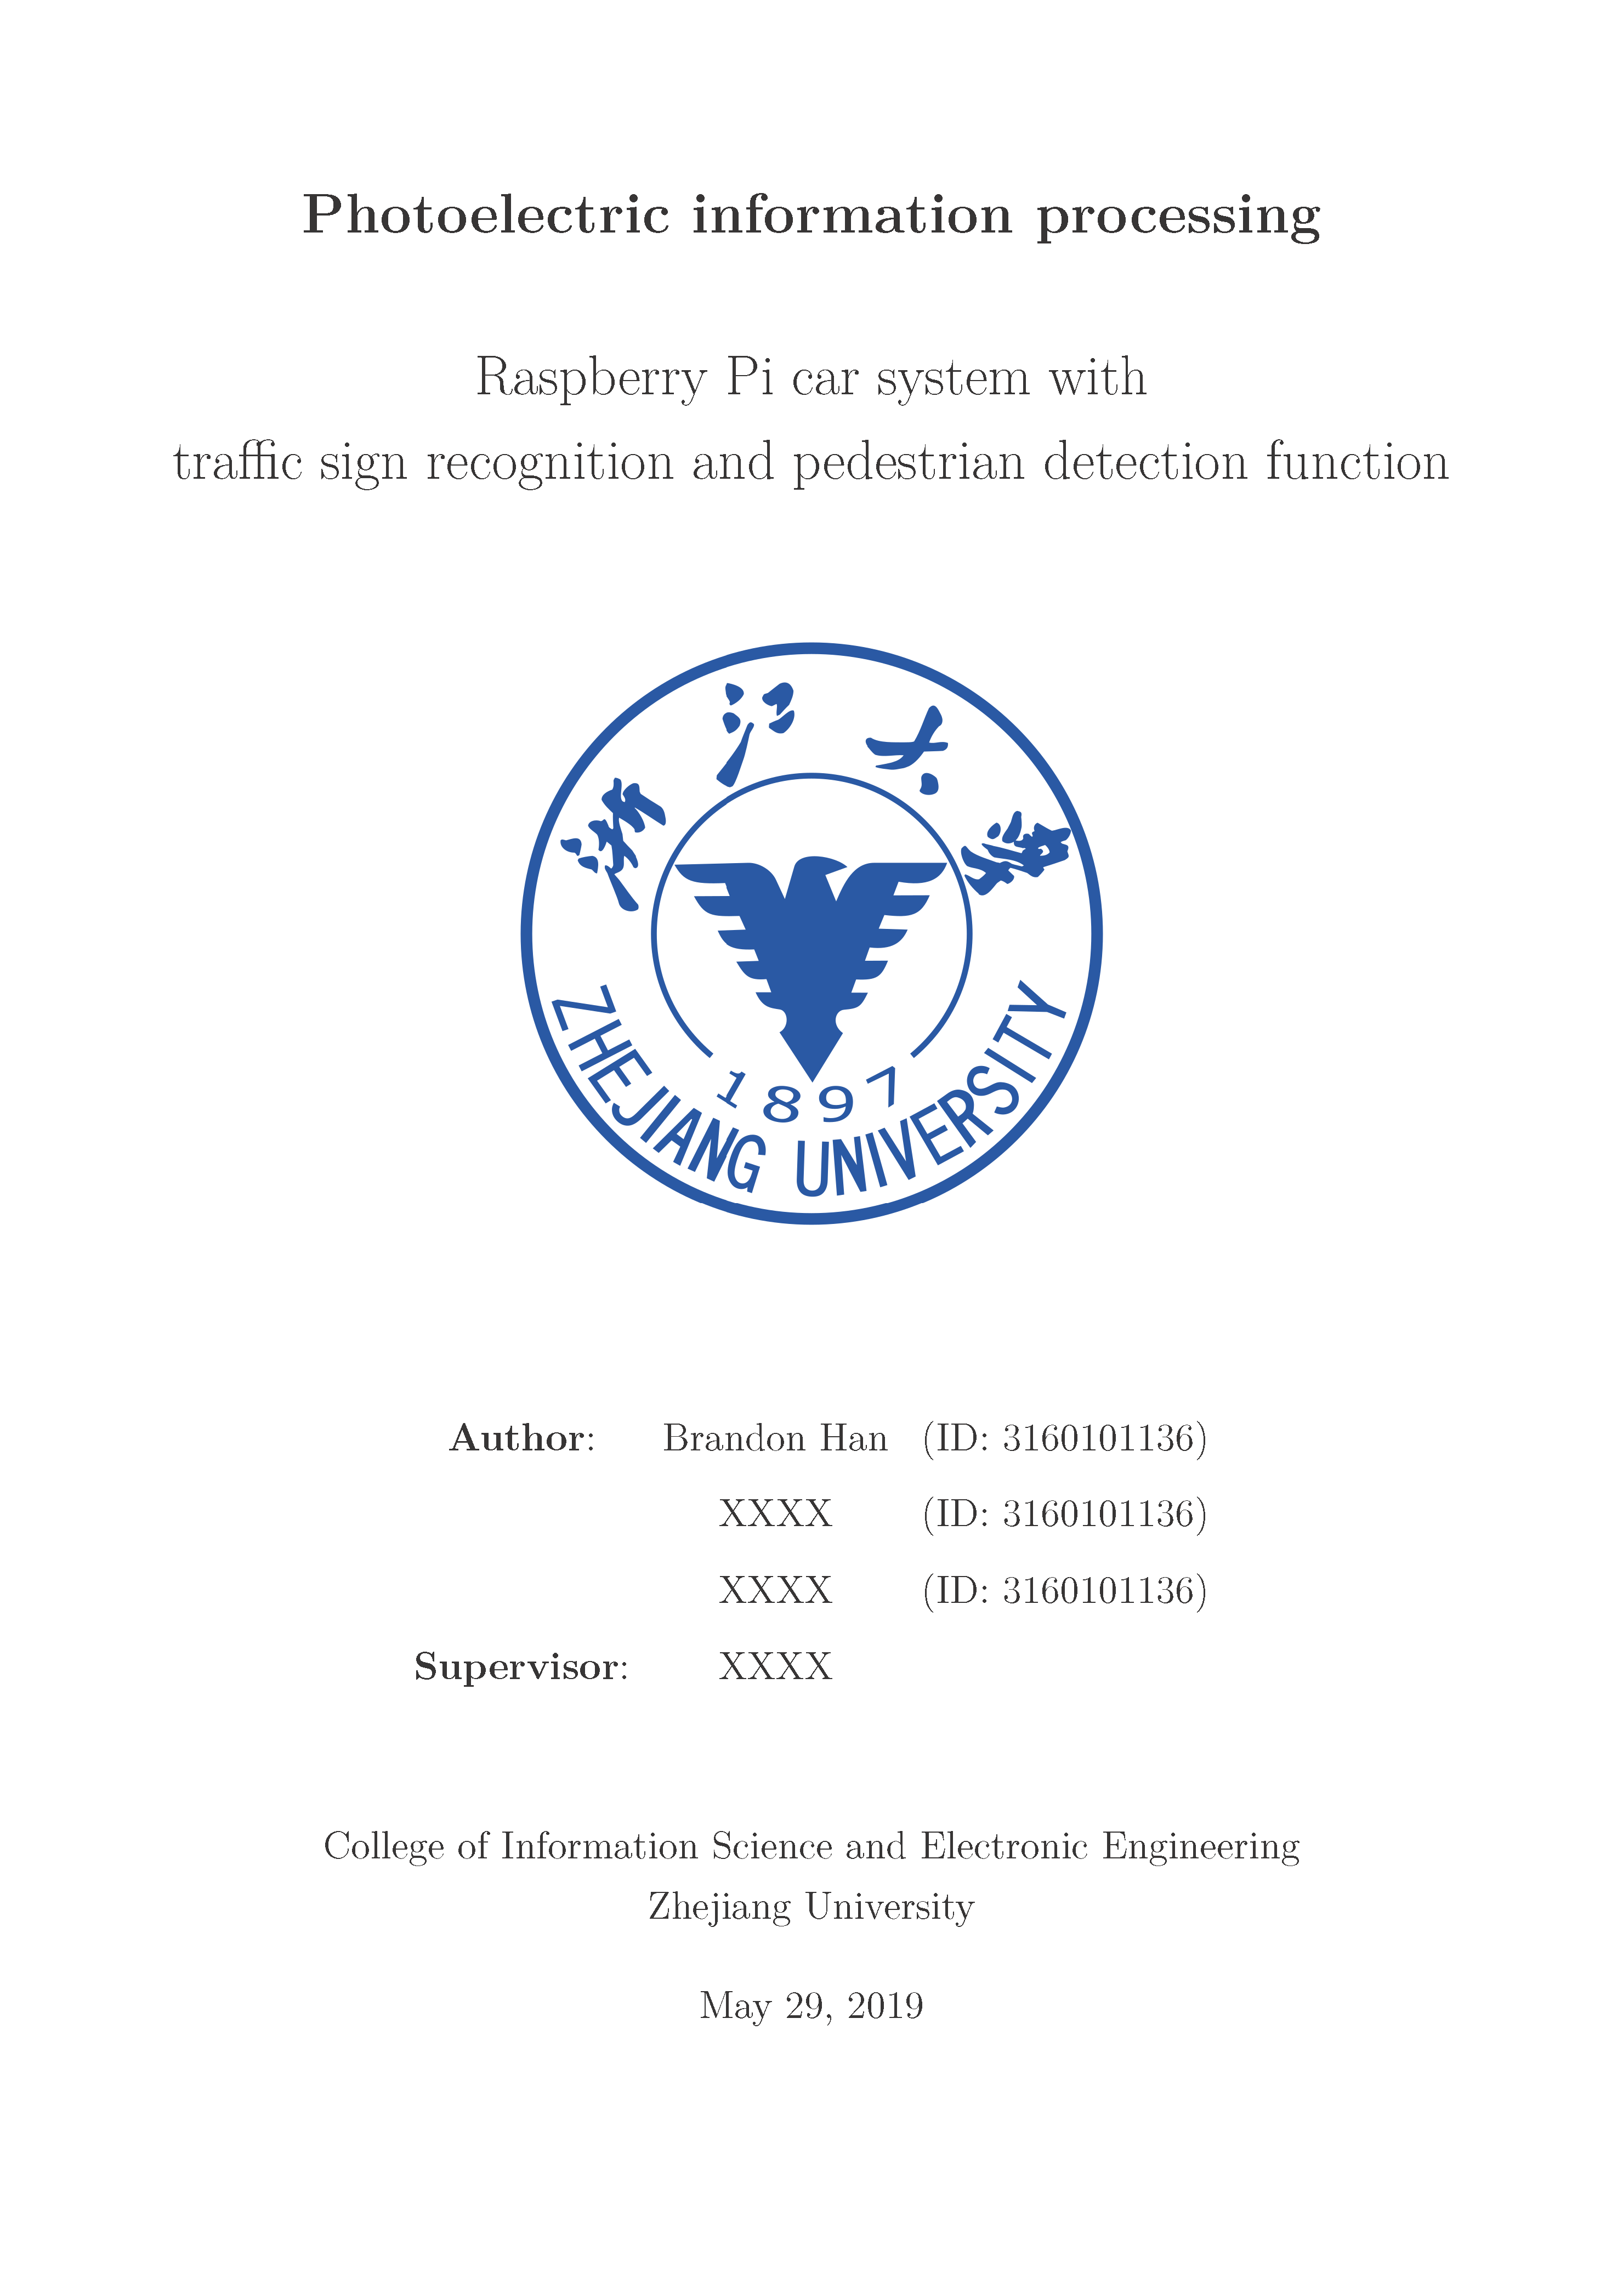 Photoelectric information processing
Raspberry Pi car system with
traffic sign recognition and pedestrian detection function
浙江大學
1897
ZHEJIANG UNIVERSITY
Author: Brandon Han (ID: 3160101136)
XXXX (ID: 3160101136)
XXXX (ID: 3160101136)
Supervisor: XXXX
College of Information Science and Electronic Engineering
Zhejiang University
May 29, 2019